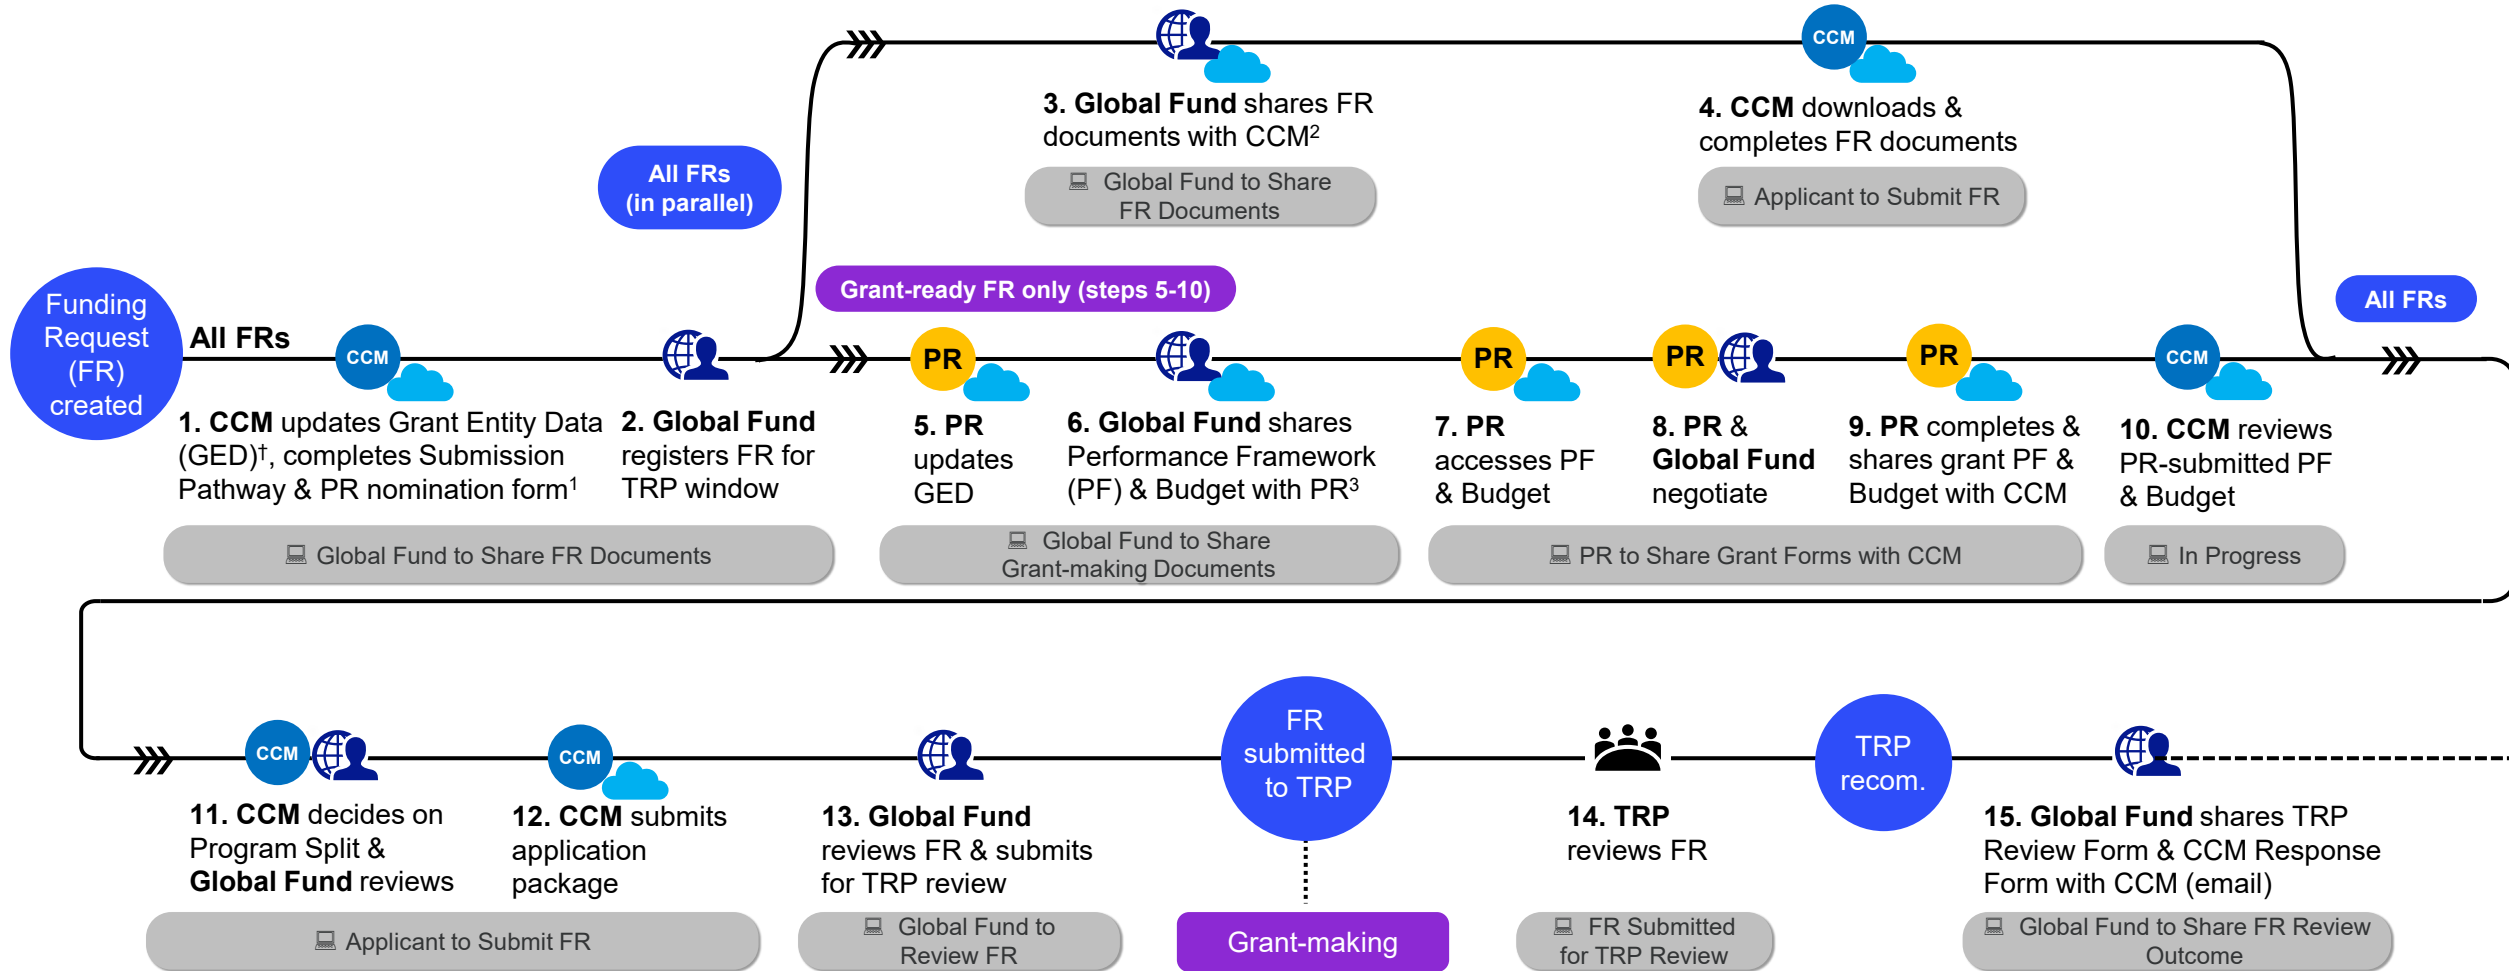 CCM
3. Global Fund shares FR
documents with CCM2
Global Fund to Share
FR Documents
4. CCM downloads &
completes FR documents
Applicant to Submit FR
All FRs
(in parallel)
Grant-ready FR only (steps 5-10)
All FRs
Funding
Request
(FR)
created
All FRs
CCM
PR
PR
PR
PR
CCM
1. CCM updates Grant Entity Data
(GED)†, completes Submission
Pathway & PR nomination form1
2. Global Fund
registers FR for
TRP window
Global Fund to Share FR Documents
5. PR
updates
GED
6. Global Fund shares
Performance Framework
(PF) & Budget with PR3
Global Fund to Share
Grant-making Documents
7. PR
accesses PF
& Budget
8. PR &
Global Fund
negotiate
9. PR completes &
shares grant PF &
Budget with CCM
PR to Share Grant Forms with CCM
10. CCM reviews
PR-submitted PF
& Budget
In Progress
CCM
CCM
11. CCM decides on
Program Split &
Global Fund reviews
12. CCM submits
application
package
Applicant to Submit FR
13. Global Fund
reviews FR & submits
for TRP review
Global Fund to
Review FR
FR
submitted
to TRP
Grant-making
14. TRP
reviews FR
FR Submitted
for TRP Review
TRP
recom.
15. Global Fund shares TRP
Review Form & CCM Response
Form with CCM (email)
Global Fund to Share FR Review
Outcome